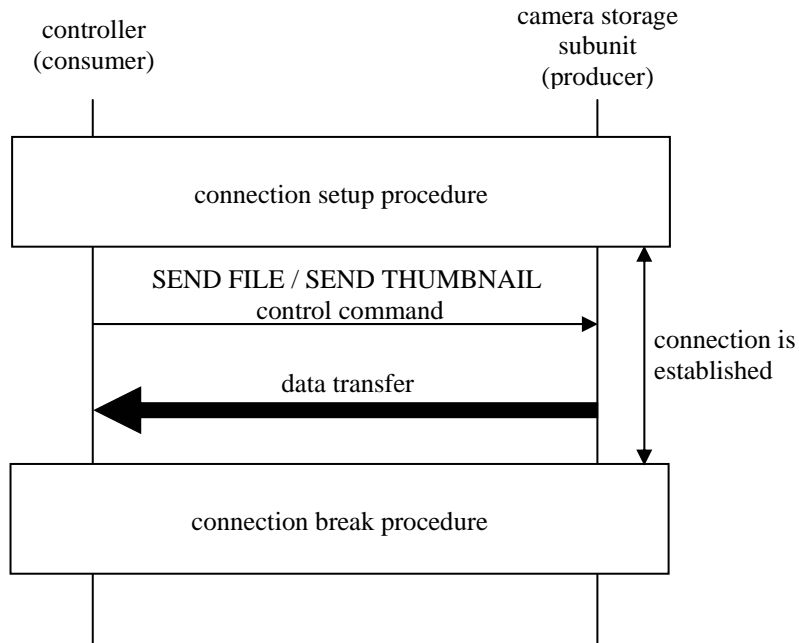 controller
(consumer)
camera storage
subunit
(producer)
connection setup procedure
SEND FILE / SEND THUMBNAIL
control command
connection is
established
data transfer
connection break procedure